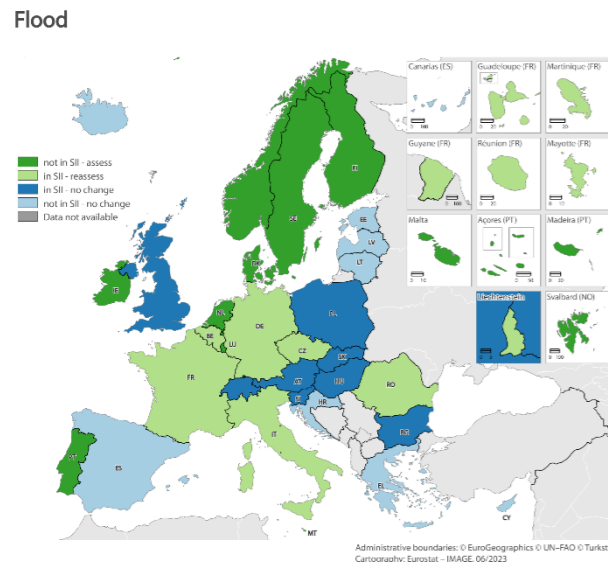 Flood
Canarias (ES)
Guadeloupe (FR)
Martinique (FR)
Guyane (FR)
Réunion (FR)
Mayotte (FR)
Malta
Açores (PT)
Madeira (PT)
Liechtenstein
Svalbard (NO)
not in SII - assess
in SII - reassess
in SII - no change
not in SII - no change
Data not available
FI
SE
EE
LV
LT
DK
IE
NL
PL
DE
BE
LU
CZ
SK
FR
AT
HU
RO
SI
HR
IT
BG
PT
ES
EL
CY
MT
Administrative boundaries: © EuroGeographics © UN–FAO © Turkst
Cartography: Eurostat – IMAGE, 06/2023